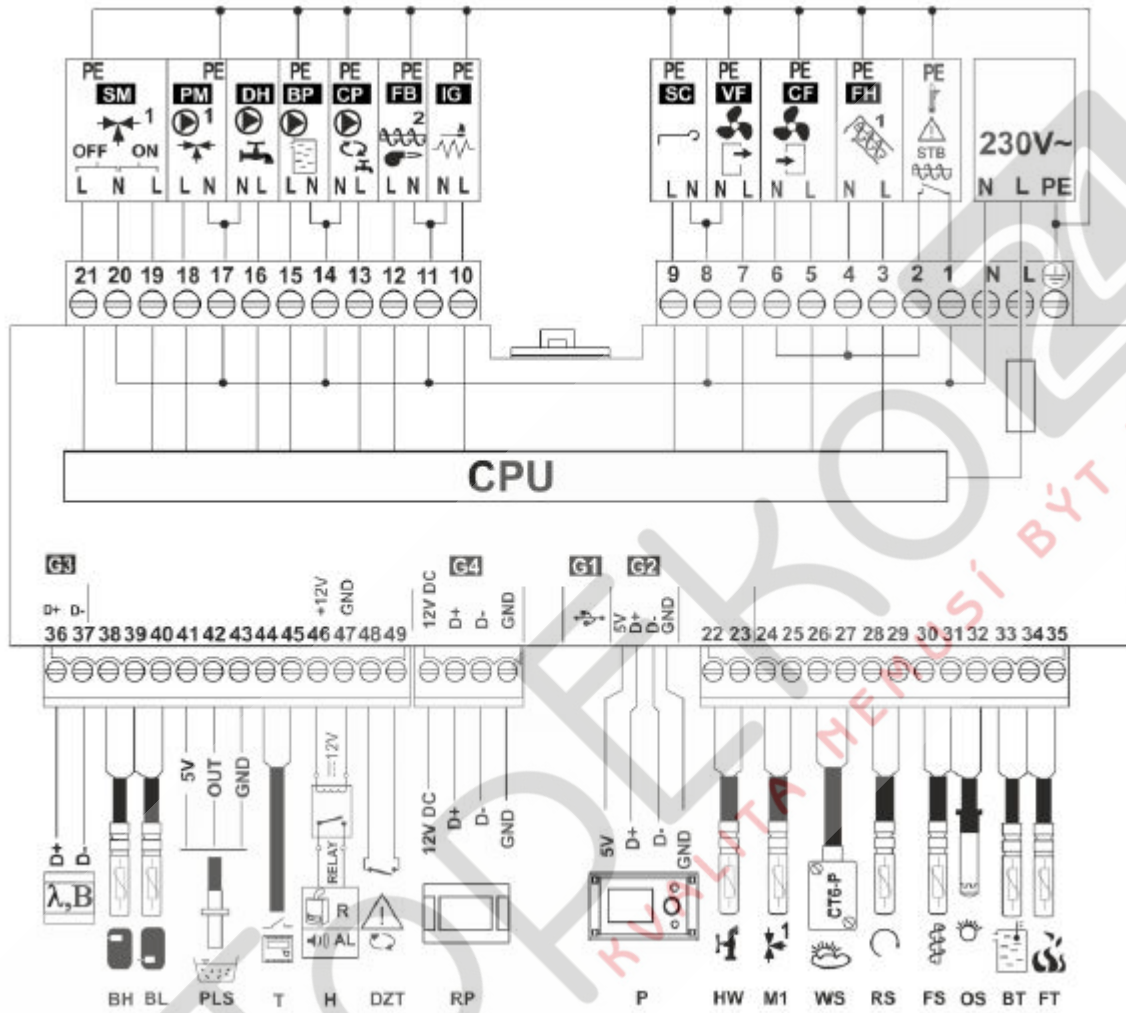 PE PE PE PE PE PE PE PE PE PE PE
SM PM DH BP CP FB IG SC VF CF FH
1 1 2 1
OFF ON STB 230V~
L N L L N N L L N N L L N N L L N N L N L N L N L PE
21 20 19 18 17 16 15 14 13 12 11 10 9 8 7 6 5 4 3 2 1 N L
CPU
G3 G4 G1 G2
D+ D- +12V GND 12V DC D+ D- GND 5V D+ D- GND
36 37 38 39 40 41 42 43 44 45 46 47 48 49 22 23 24 25 26 27 28 29 30 31 32 33 34 35
D+ D- 5V OUT GND 12V 12V DC D+ D- GND 5V D+ D- GND
λ,B RELAY CT6-P
R
AL
1 1
BH BL PLS T H DZT RP P HW M1 WS RS FS OS BT FT
KVALITA NEMUSÍ BÝT